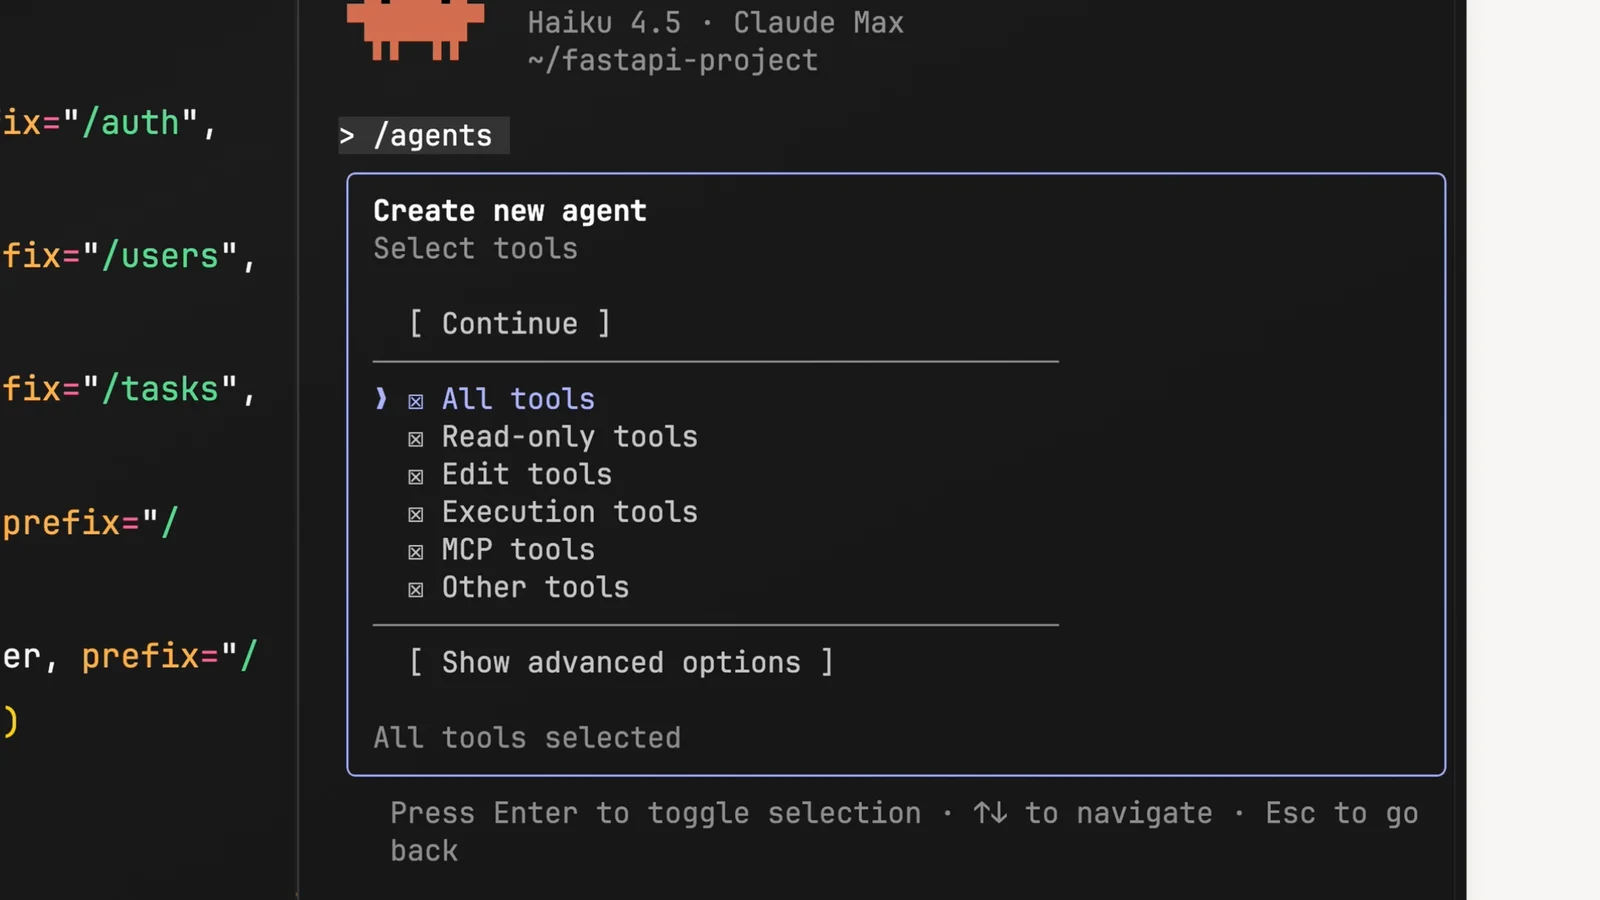 ix="/auth",
fix="/users",
fix="/tasks",
prefix="/
er, prefix="/
)
Haiku 4.5 · Claude Max
~/fastapi-project
> /agents
Create new agent
Select tools
[ Continue ]
❯ ☒ All tools
☒ Read-only tools
☒ Edit tools
☒ Execution tools
☒ MCP tools
☒ Other tools
[ Show advanced options ]
All tools selected
Press Enter to toggle selection · ↑↓ to navigate · Esc to go
back